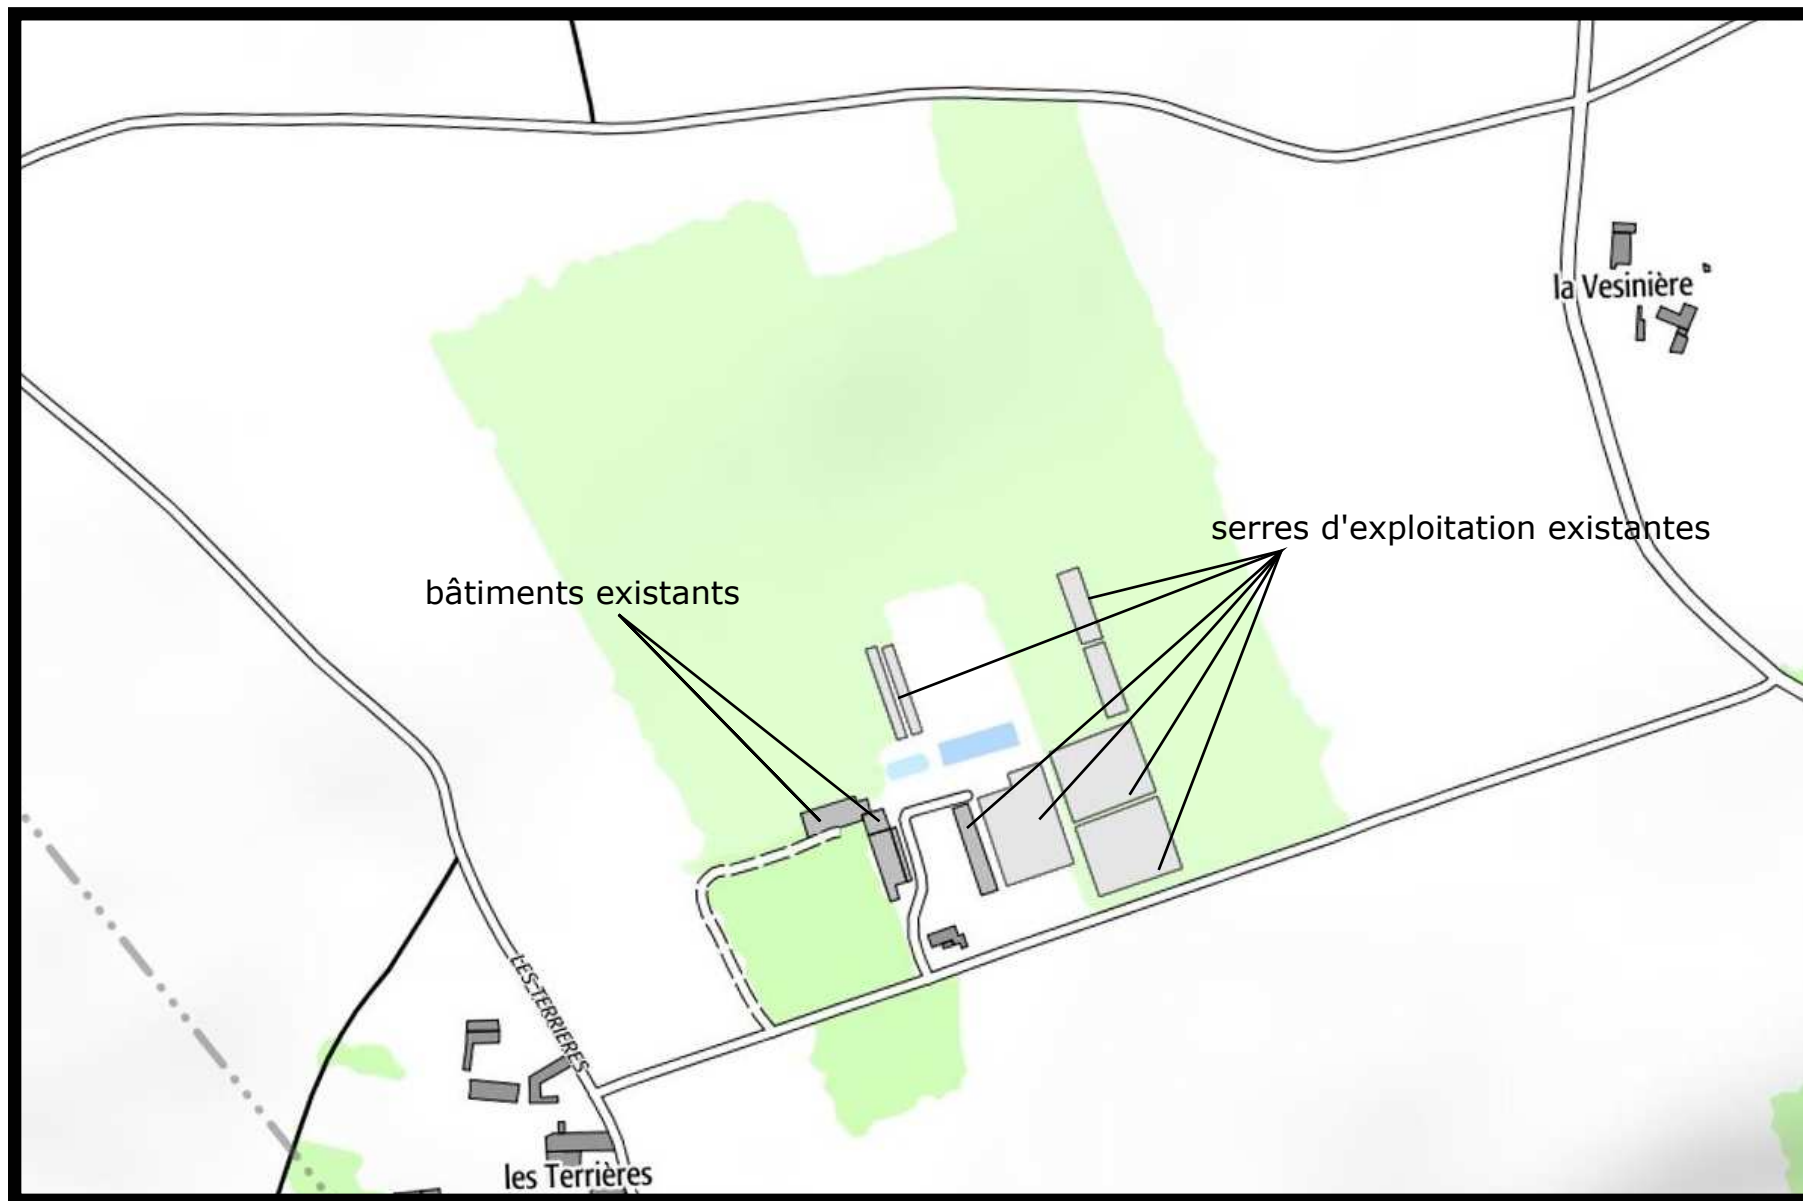 la Vesinière
serres d'exploitation existantes
bâtiments existants
LES TERRIERES
les Terrières